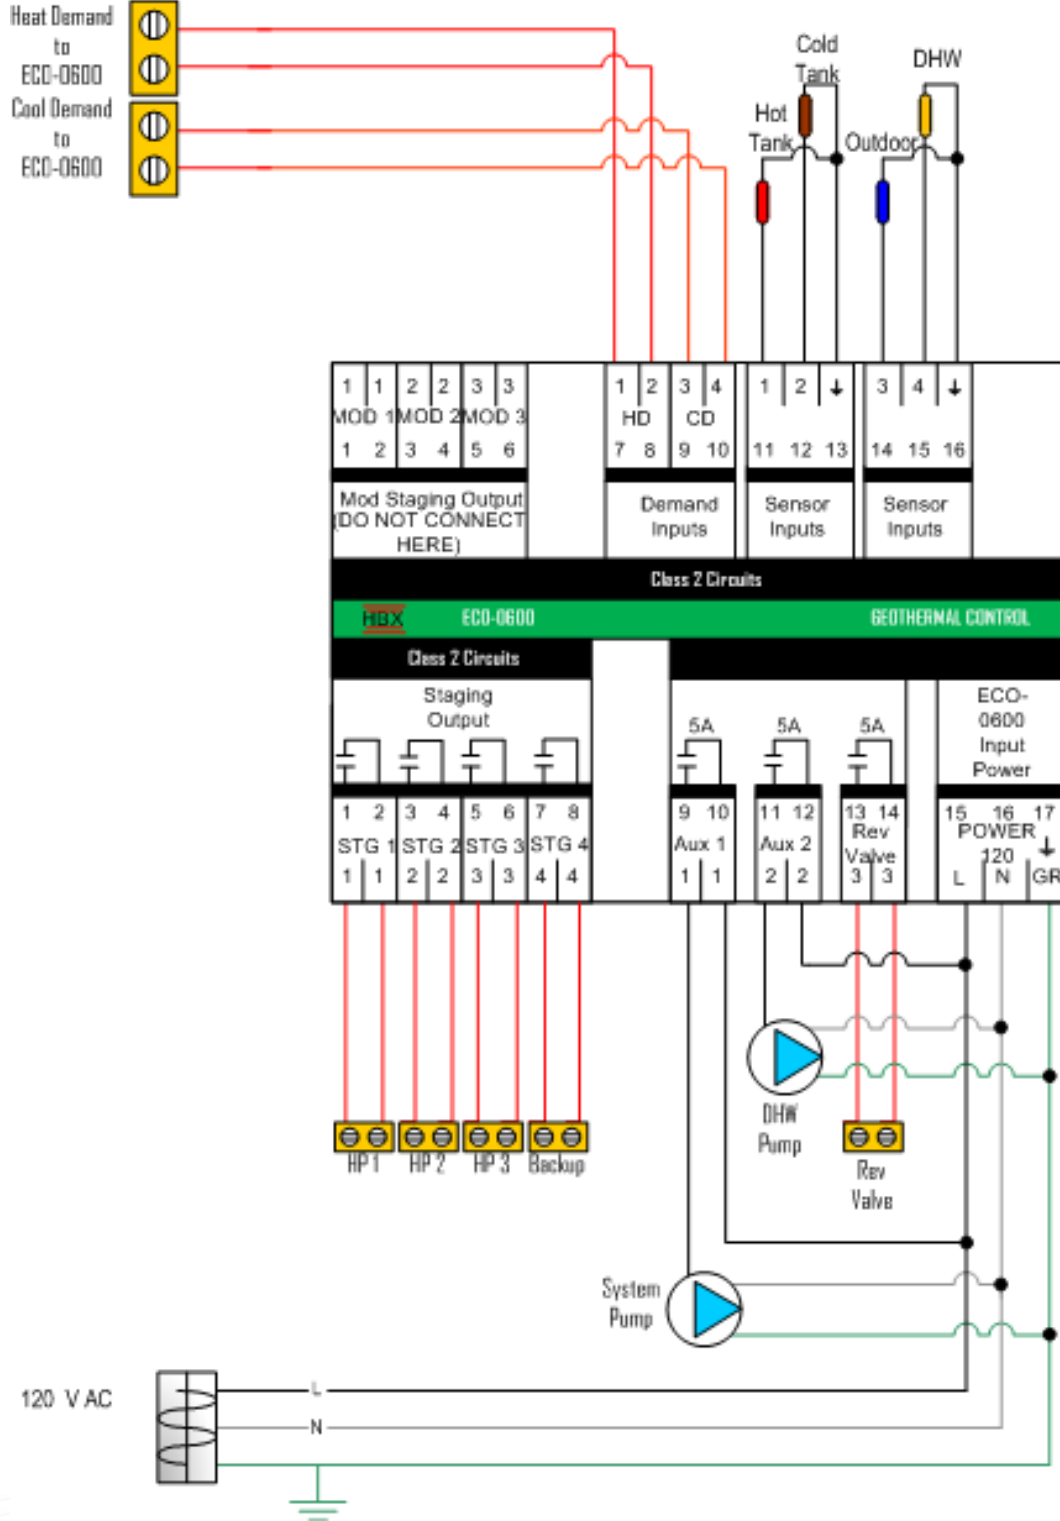 Heat Demand
to
ECO-0600
Cool Demand
to
ECO-0600
Cold
Tank
DHW
Hot
Tank
Outdoor
1 1 2 2 3 3
MOD 1 MOD 2 MOD 3
1 2 3 4 5 6
1 2 3 4
HD CD
7 8 9 10
1 2
11 12 13
3 4
14 15 16
Mod Staging Output
(DO NOT CONNECT
HERE)
Demand
Inputs
Sensor
Inputs
Sensor
Inputs
Class 2 Circuits
HBX ECO-0600 GEOTHERMAL CONTROL
Class 2 Circuits
Staging
Output
5A 5A 5A
ECO-
0600
Input
Power
1 2 3 4 5 6 7 8
STG 1 STG 2 STG 3 STG 4
1 1 2 2 3 3 4 4
9 10
Aux 1
1 1
11 12
Aux 2
2 2
13 14
Rev
Valve
3 3
15 16 17
POWER
120
L N GR
DHW
Pump
HP 1 HP 2 HP 3 Backup
Rev
Valve
System
Pump
120 V AC
L
N